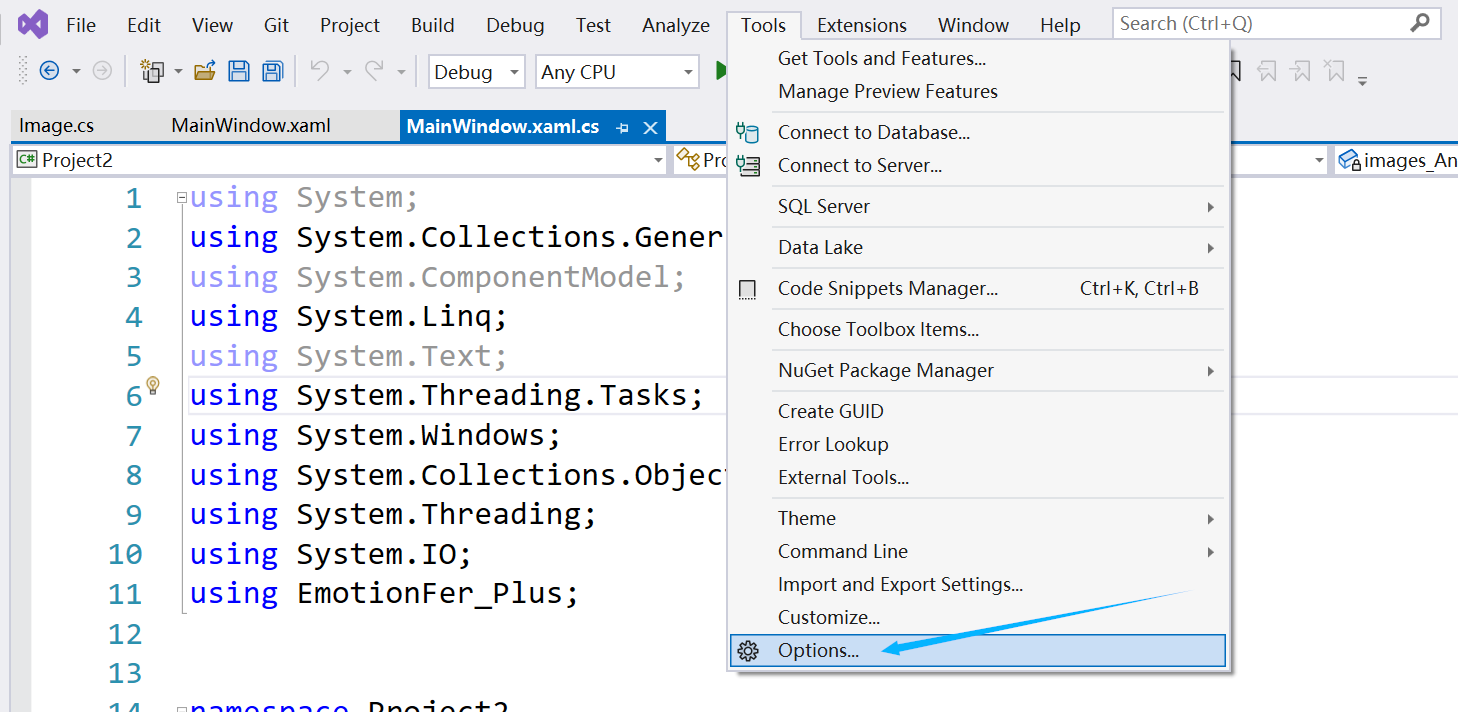 File Edit View Git Project Build Debug Test Analyze Tools Extensions Window Help Search (Ctrl+Q)
Debug Any CPU
Image.cs MainWindow.xaml MainWindow.xaml.cs
C# Project2 Pro images_An
1 using System;
2 using System.Collections.Gener
3 using System.ComponentModel;
4 using System.Linq;
5 using System.Text;
6 using System.Threading.Tasks;
7 using System.Windows;
8 using System.Collections.Objec
9 using System.Threading;
10 using System.IO;
11 using EmotionFer_Plus;
12
13
14 namespace Project2
Get Tools and Features...
Manage Preview Features
Connect to Database...
Connect to Server...
SQL Server
Data Lake
Code Snippets Manager... Ctrl+K, Ctrl+B
Choose Toolbox Items...
NuGet Package Manager
Create GUID
Error Lookup
External Tools...
Theme
Command Line
Import and Export Settings...
Customize...
Options...